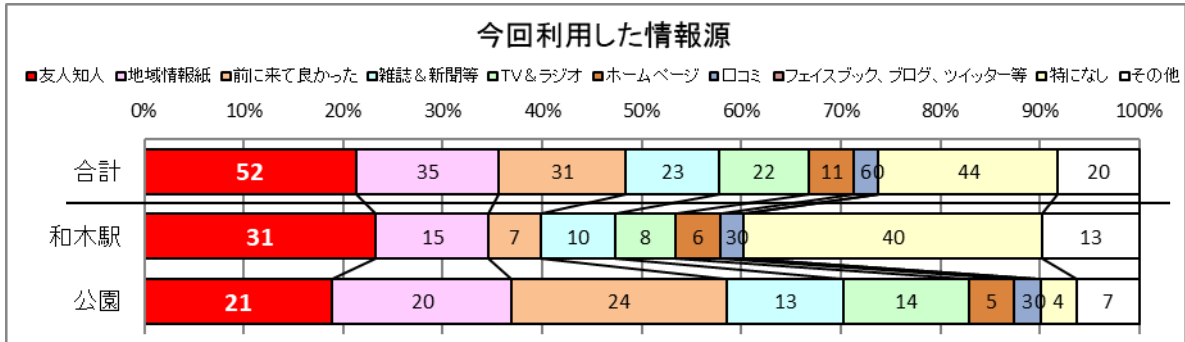 今回利用した情報源
■友人知人 □地域情報紙 ■前に来て良かった □雑誌＆新聞等 □TV＆ラジオ ■ホームページ ■口コミ ■フェイスブック、ブログ、ツイッター等 □特になし □その他
0% 10% 20% 30% 40% 50% 60% 70% 80% 90% 100%
合計 52 35 31 23 22 11 6 0 44 20
和木駅 31 15 7 10 8 6 3 0 40 13
公園 21 20 24 13 14 5 3 0 4 7